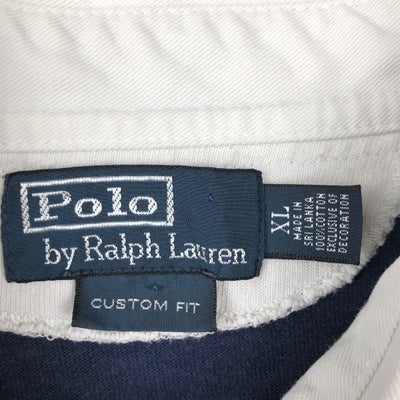 Polo
by Ralph Lauren
CUSTOM FIT
XL
MADE IN
SRI LANKA
100% COTTON
EXCLUSIVE OF
DECORATION